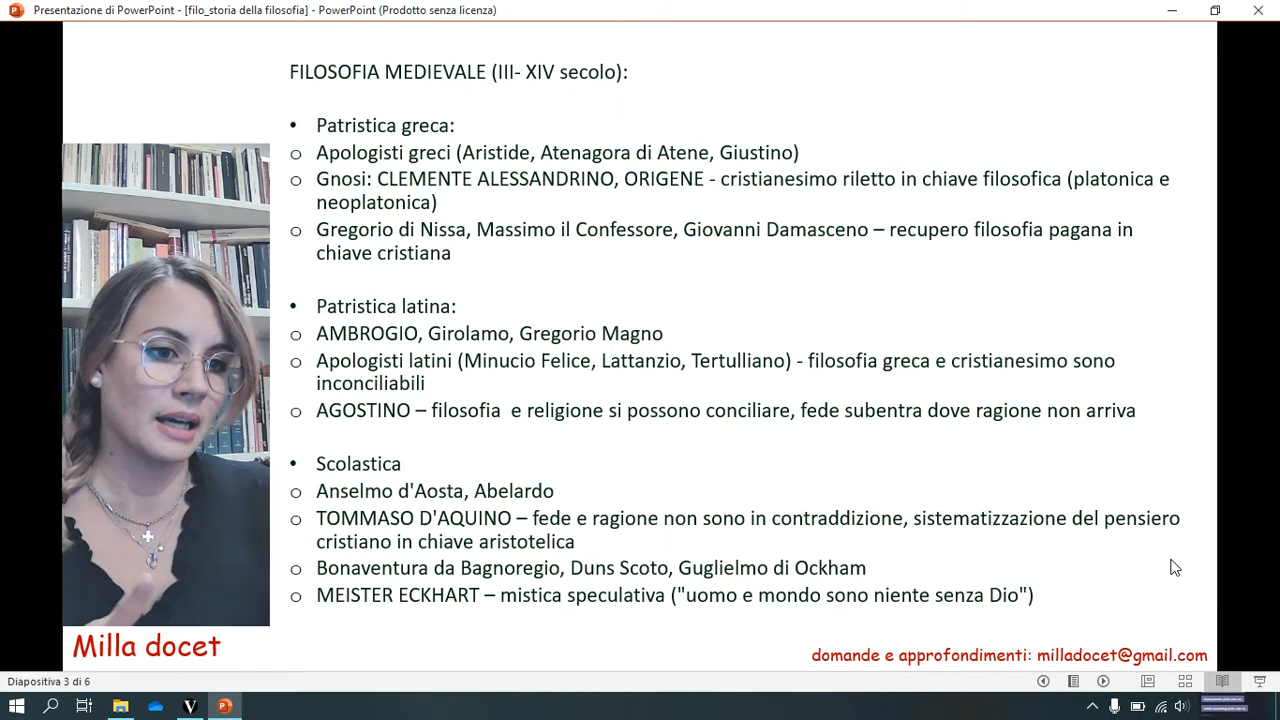 Presentazione di PowerPoint - [filo_storia della filosofia] - PowerPoint (Prodotto senza licenza)
FILOSOFIA MEDIEVALE (III- XIV secolo):
• Patristica greca:
o Apologisti greci (Aristide, Atenagora di Atene, Giustino)
o Gnosi: CLEMENTE ALESSANDRINO, ORIGENE - cristianesimo riletto in chiave filosofica (platonica e
neoplatonica)
o Gregorio di Nissa, Massimo il Confessore, Giovanni Damasceno – recupero filosofia pagana in
chiave cristiana
• Patristica latina:
o AMBROGIO, Girolamo, Gregorio Magno
o Apologisti latini (Minucio Felice, Lattanzio, Tertulliano) - filosofia greca e cristianesimo sono
inconciliabili
o AGOSTINO – filosofia  e religione si possono conciliare, fede subentra dove ragione non arriva
• Scolastica
o Anselmo d'Aosta, Abelardo
o TOMMASO D'AQUINO – fede e ragione non sono in contraddizione, sistematizzazione del pensiero
cristiano in chiave aristotelica
o Bonaventura da Bagnoregio, Duns Scoto, Guglielmo di Ockham
o MEISTER ECKHART – mistica speculativa ("uomo e mondo sono niente senza Dio")
Milla docet
domande e approfondimenti: milladocet@gmail.com
Diapositiva 3 di 6